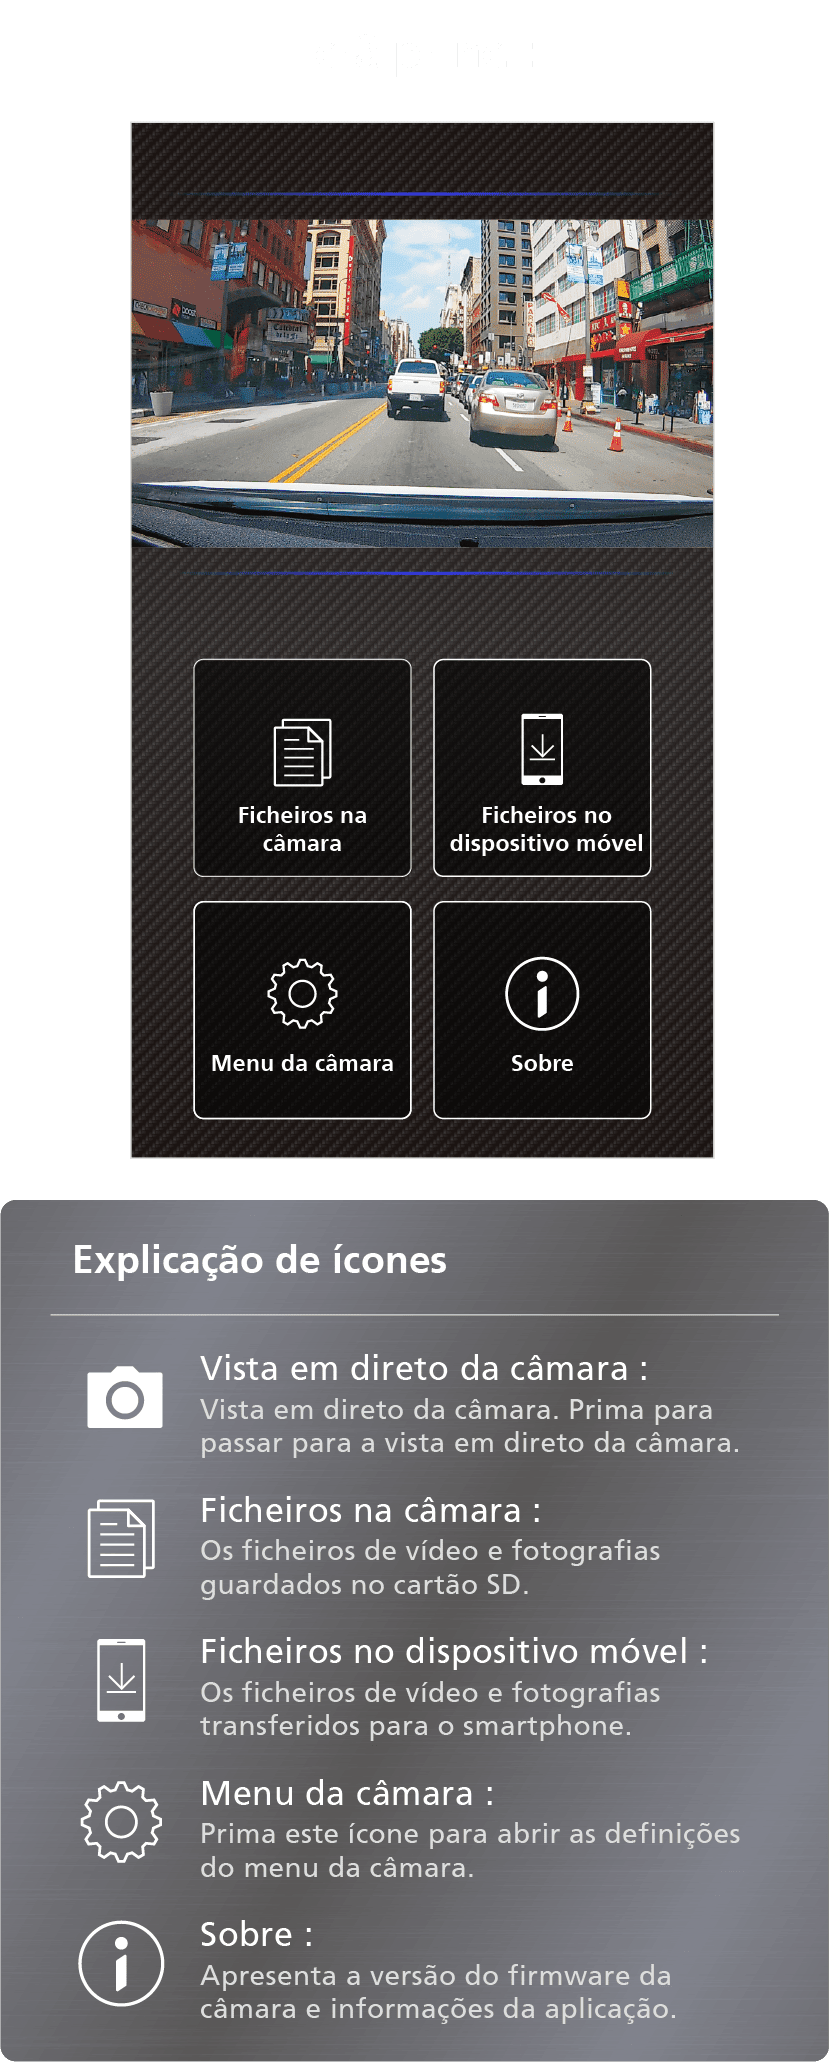 Ficheiros na
câmara
Ficheiros no
dispositivo móvel
Menu da câmara
Sobre
Explicação de ícones
Vista em direto da câmara :
Vista em direto da câmara. Prima para
passar para a vista em direto da câmara.
Ficheiros na câmara :
Os ficheiros de vídeo e fotografias
guardados no cartão SD.
Ficheiros no dispositivo móvel :
Os ficheiros de vídeo e fotografias
transferidos para o smartphone.
Menu da câmara :
Prima este ícone para abrir as definições
do menu da câmara.
Sobre :
Apresenta a versão do firmware da
câmara e informações da aplicação.